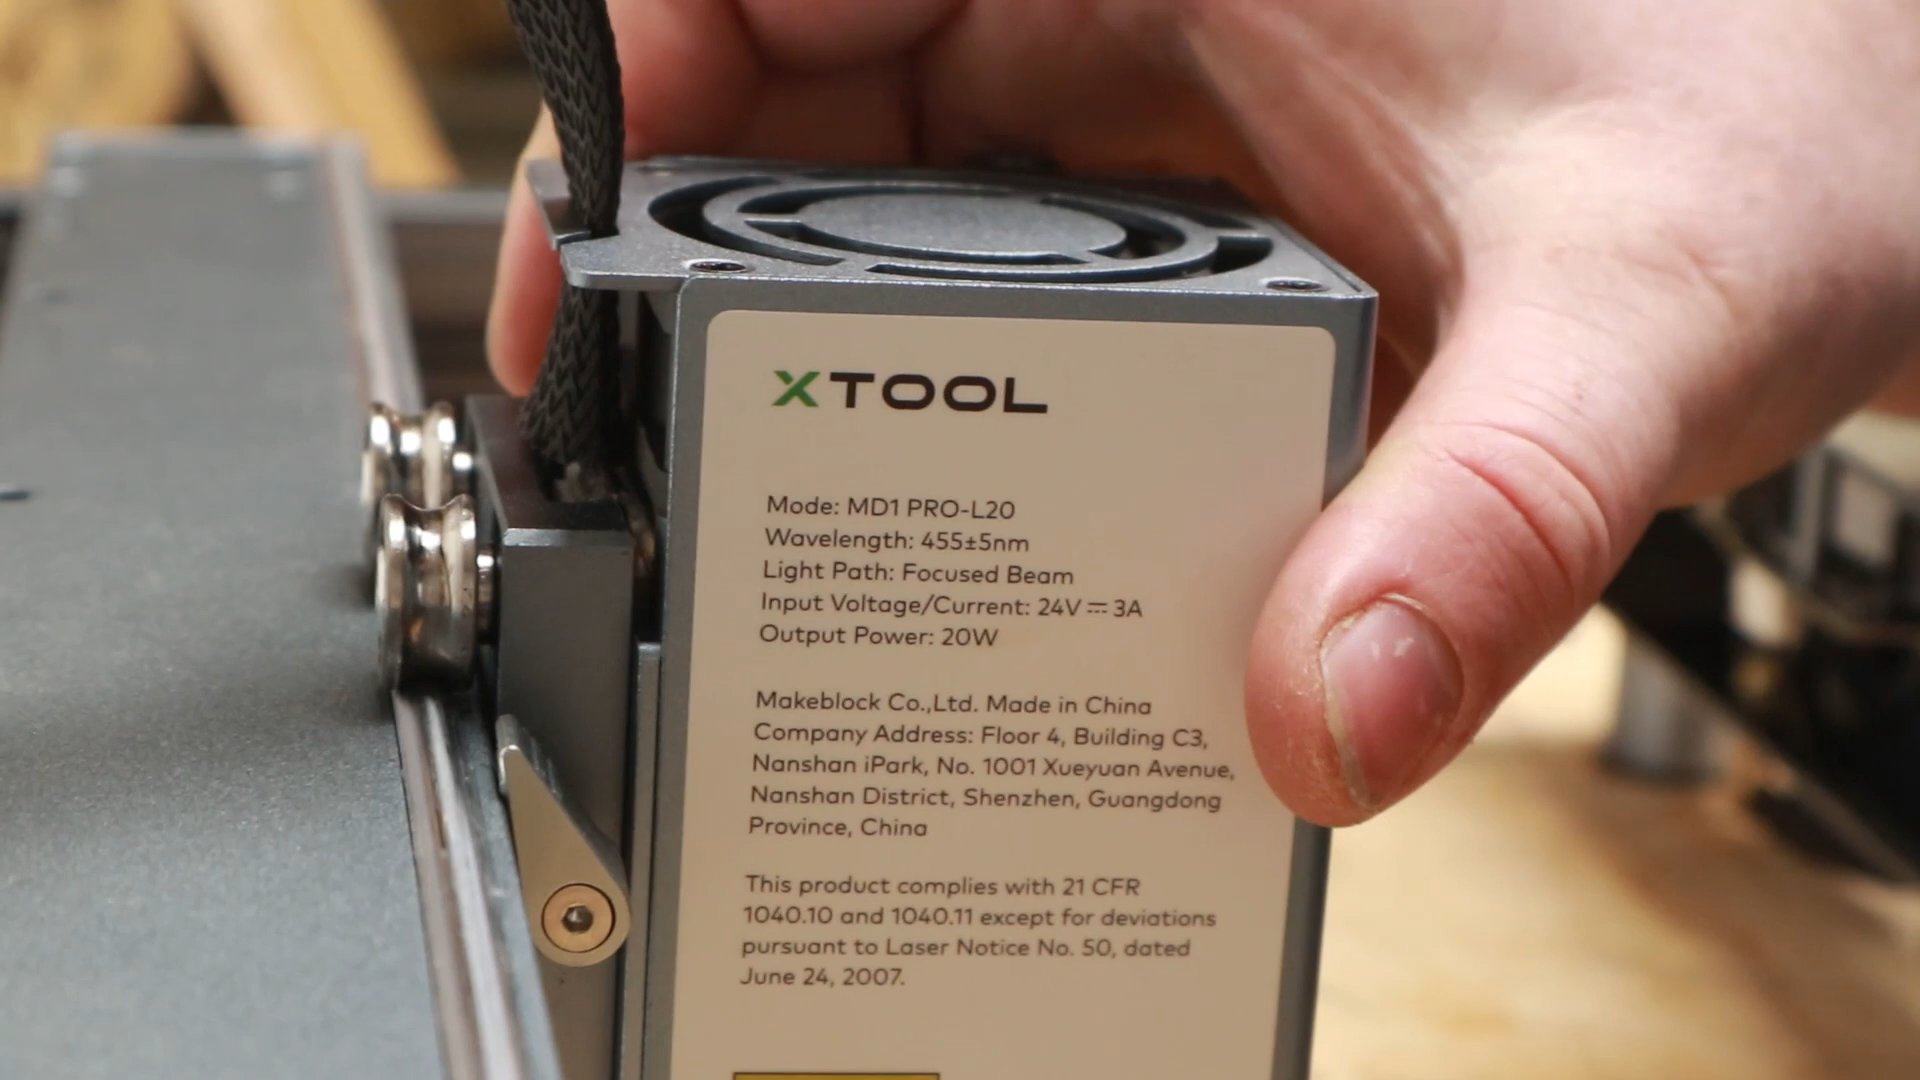 XTOOL
Mode: MD1 PRO-L20
Wavelength: 455±5nm
Light Path: Focused Beam
Input Voltage/Current: 24V ⎓ 3A
Output Power: 20W
Makeblock Co.,Ltd. Made in China
Company Address: Floor 4, Building C3,
Nanshan iPark, No. 1001 Xueyuan Avenue,
Nanshan District, Shenzhen, Guangdong
Province, China
This product complies with 21 CFR
1040.10 and 1040.11 except for deviations
pursuant to Laser Notice No. 50, dated
June 24, 2007.